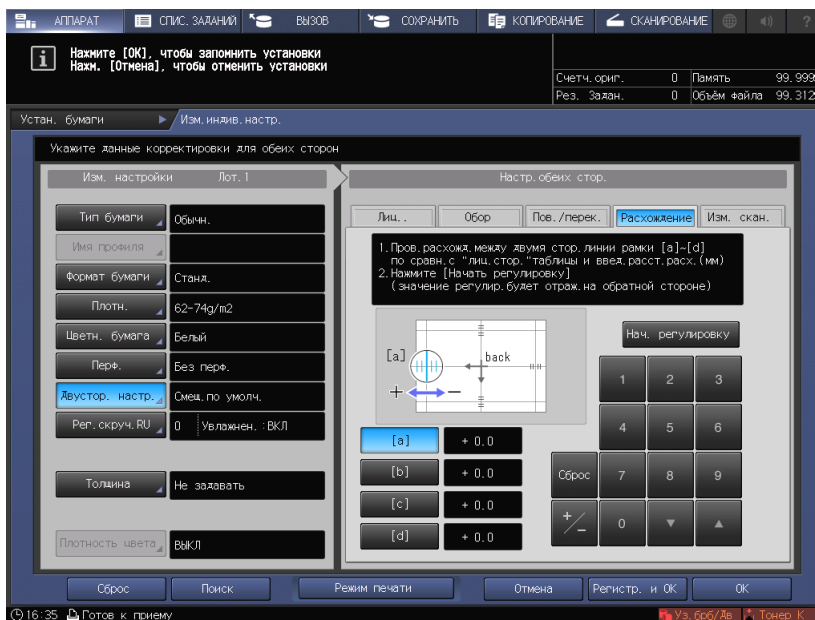 АППАРАТ
СПИС. ЗАДАНИЙ
ВЫЗОВ
СОХРАНИТЬ
КОПИРОВАНИЕ
СКАНИРОВАНИЕ
?
i
Нажмите [OK], чтобы запомнить установки
Нажм. [Отмена], чтобы отменить установки
Счетч. ориг. 0 Память 99.999
Рез. Задан. 0 Объём файла 99.312
Устан. бумаги
Изм.индив.настр.
Укажите данные корректировки для обеих сторон
Изм. настройки Лот.1
Тип бумаги Обычн.
Имя профиля
Формат бумаги Станд.
Плотн. 62-74g/m2
Цветн. бумага Белый
Перф. Без перф.
Двустор. настр. Смещ.по умолч.
Рег.скруч.RU 0 Увлажнен.:ВКЛ
Толщина Не задавать
Плотность цвета ВЫКЛ
Настр.обеих стор.
Лиц..
Обор
Пов./перек.
Расхождение
Изм. скан.
1.Пров.расхожд.между двумя стор.линии рамки [a]~[d]
по сравн.с "лиц.стор."таблицы и введ.расст.расх.(мм)
2.Нажмите [Начать регулировку]
(значение регулир.будет отраж.на обратной стороне)
[a]
back
+ −
Нач. регулировку
1 2 3
4 5 6
Сброс 7 8 9
+/− 0 ▼ ▲
[a] + 0.0
[b] + 0.0
[c] + 0.0
[d] + 0.0
Сброс
Поиск
Режим печати
Отмена
Регистр. и OK
OK
16:35 Готов к приему
Уз.брб/Дв
Тонер K